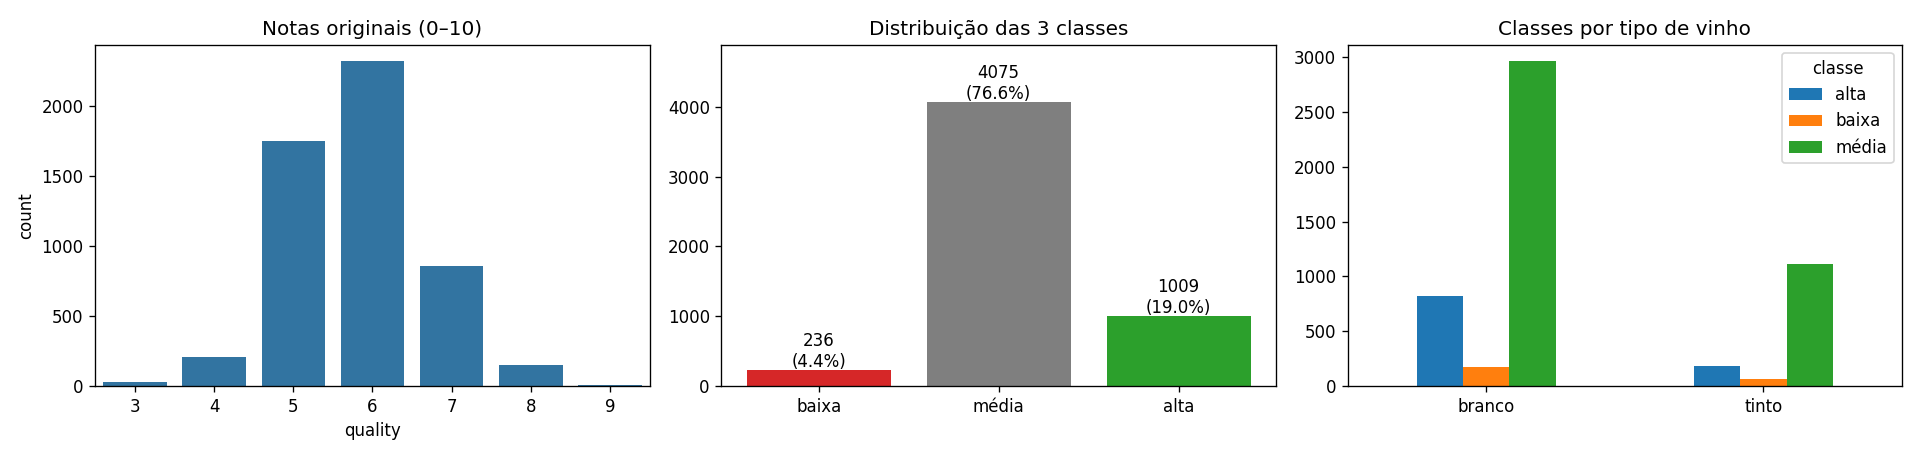 Notas originais (0–10)
count
2000
1500
1000
500
0
3 4 5 6 7 8 9
quality
Distribuição das 3 classes
4000
3000
2000
1000
0
236
(4.4%)
4075
(76.6%)
1009
(19.0%)
baixa média alta
Classes por tipo de vinho
3000
2500
2000
1500
1000
500
0
classe
alta
baixa
média
branco tinto